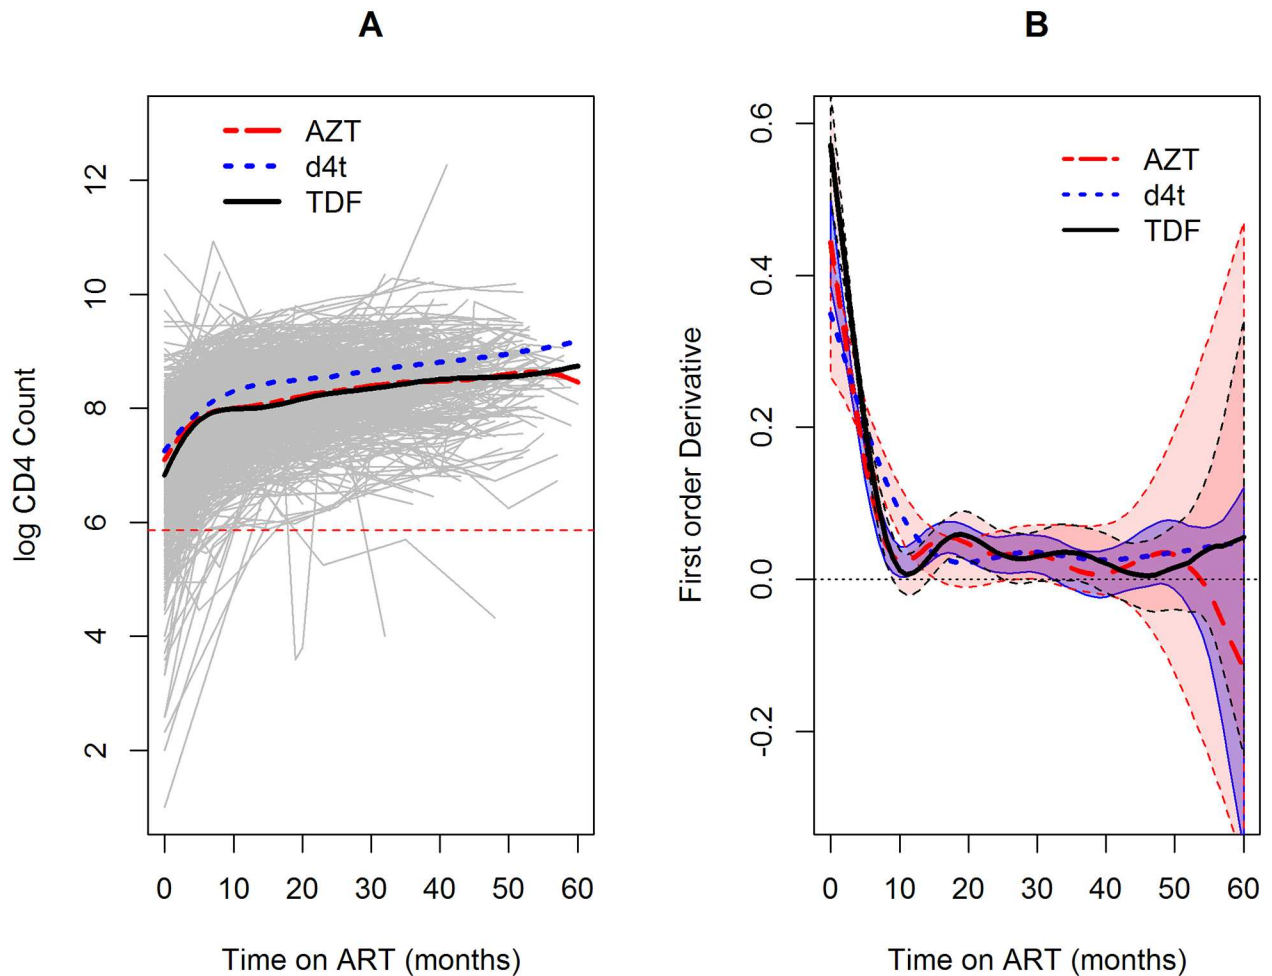 A
AZT
d4t
TDF
12
10
8
6
4
2
log CD4 Count
0 10 20 30 40 50 60
Time on ART (months)
B
AZT
d4t
TDF
0.6
0.4
0.2
0.0
-0.2
First order Derivative
0 10 20 30 40 50 60
Time on ART (months)